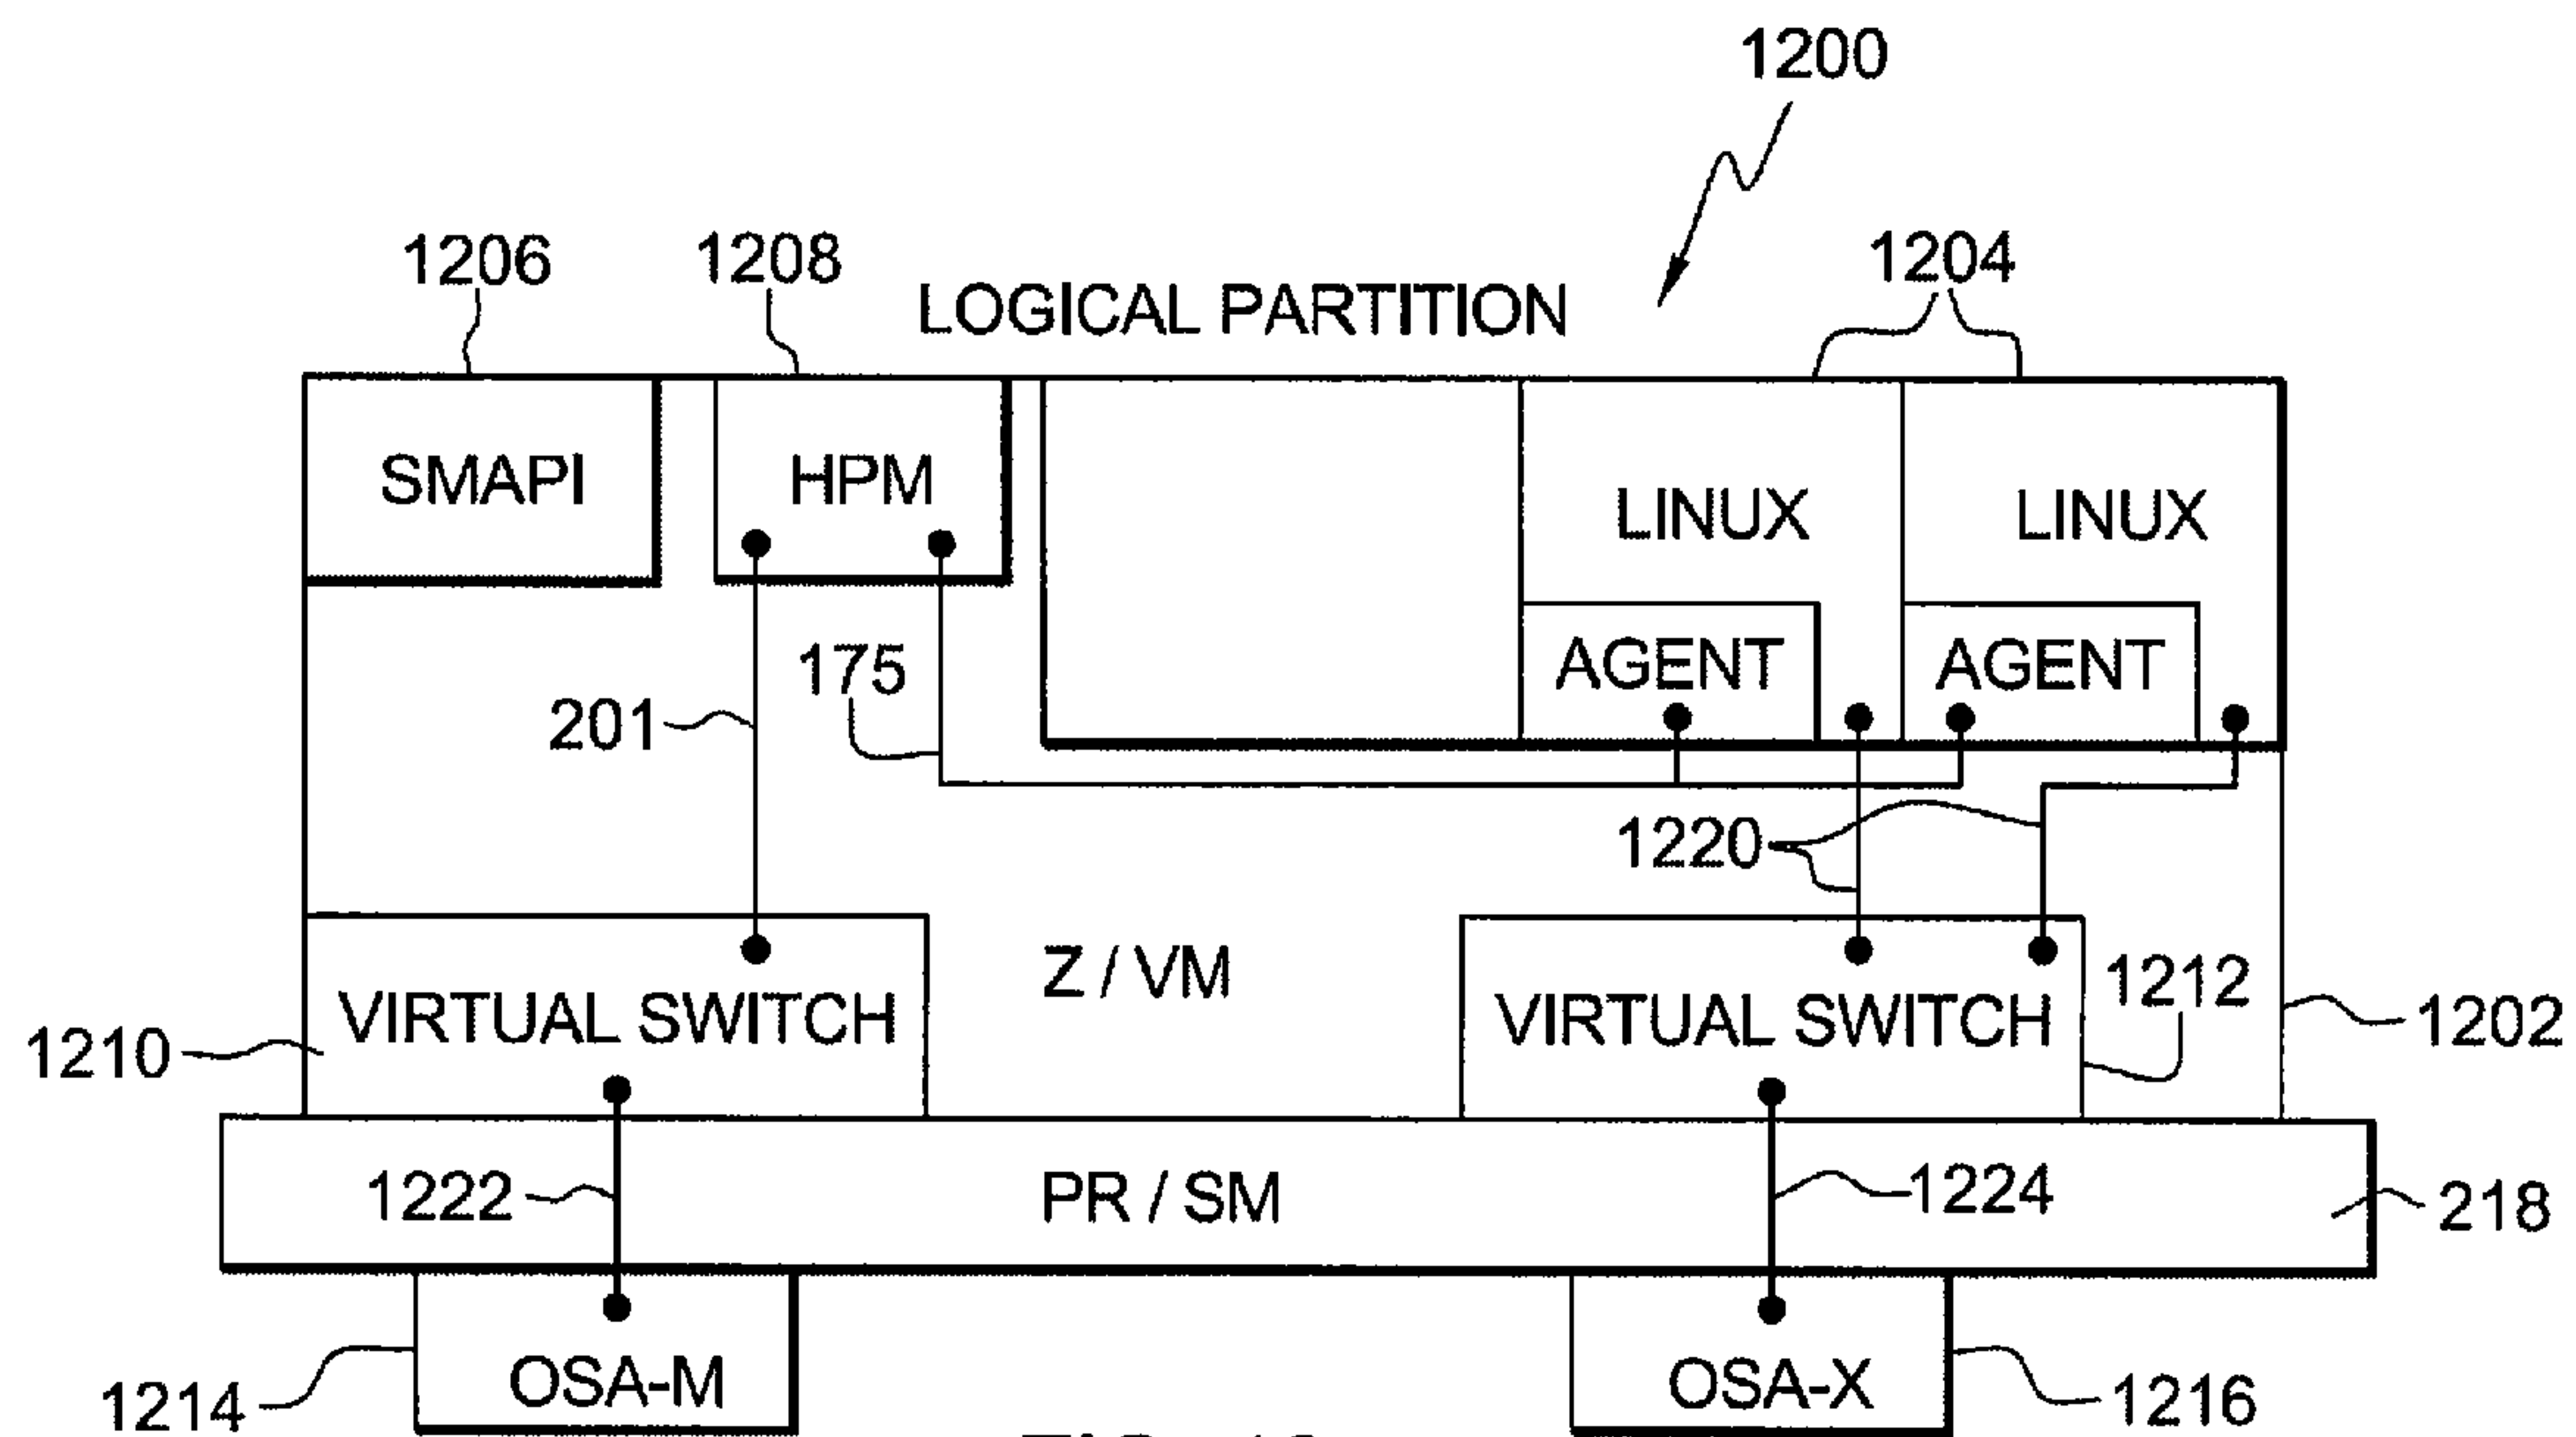 1200
1206 1208 LOGICAL PARTITION 1204
SMAPI HPM LINUX LINUX
AGENT AGENT
175
201
1220
Z / VM
VIRTUAL SWITCH VIRTUAL SWITCH
1212
1202
1210
1222 PR / SM 1224 218
OSA-M OSA-X
1214 1216